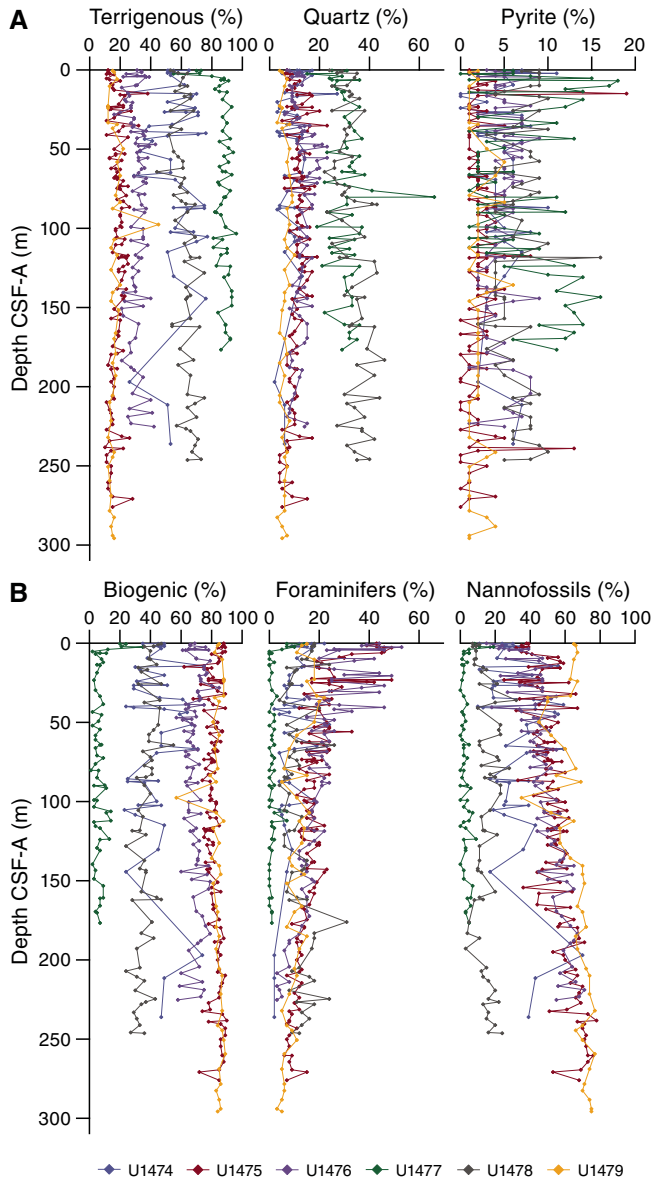 A
Terrigenous (%)
Quartz (%)
Pyrite (%)
0 20 40 60 80 100
0 20 40 60
0 5 10 15 20
0
50
100
150
200
250
300
Depth CSF-A (m)
B
Biogenic (%)
Foraminifers (%)
Nannofossils (%)
0 20 40 60 80 100
0 20 40 60
0 20 40 60 80 100
0
50
100
150
200
250
300
Depth CSF-A (m)
U1474 U1475 U1476 U1477 U1478 U1479